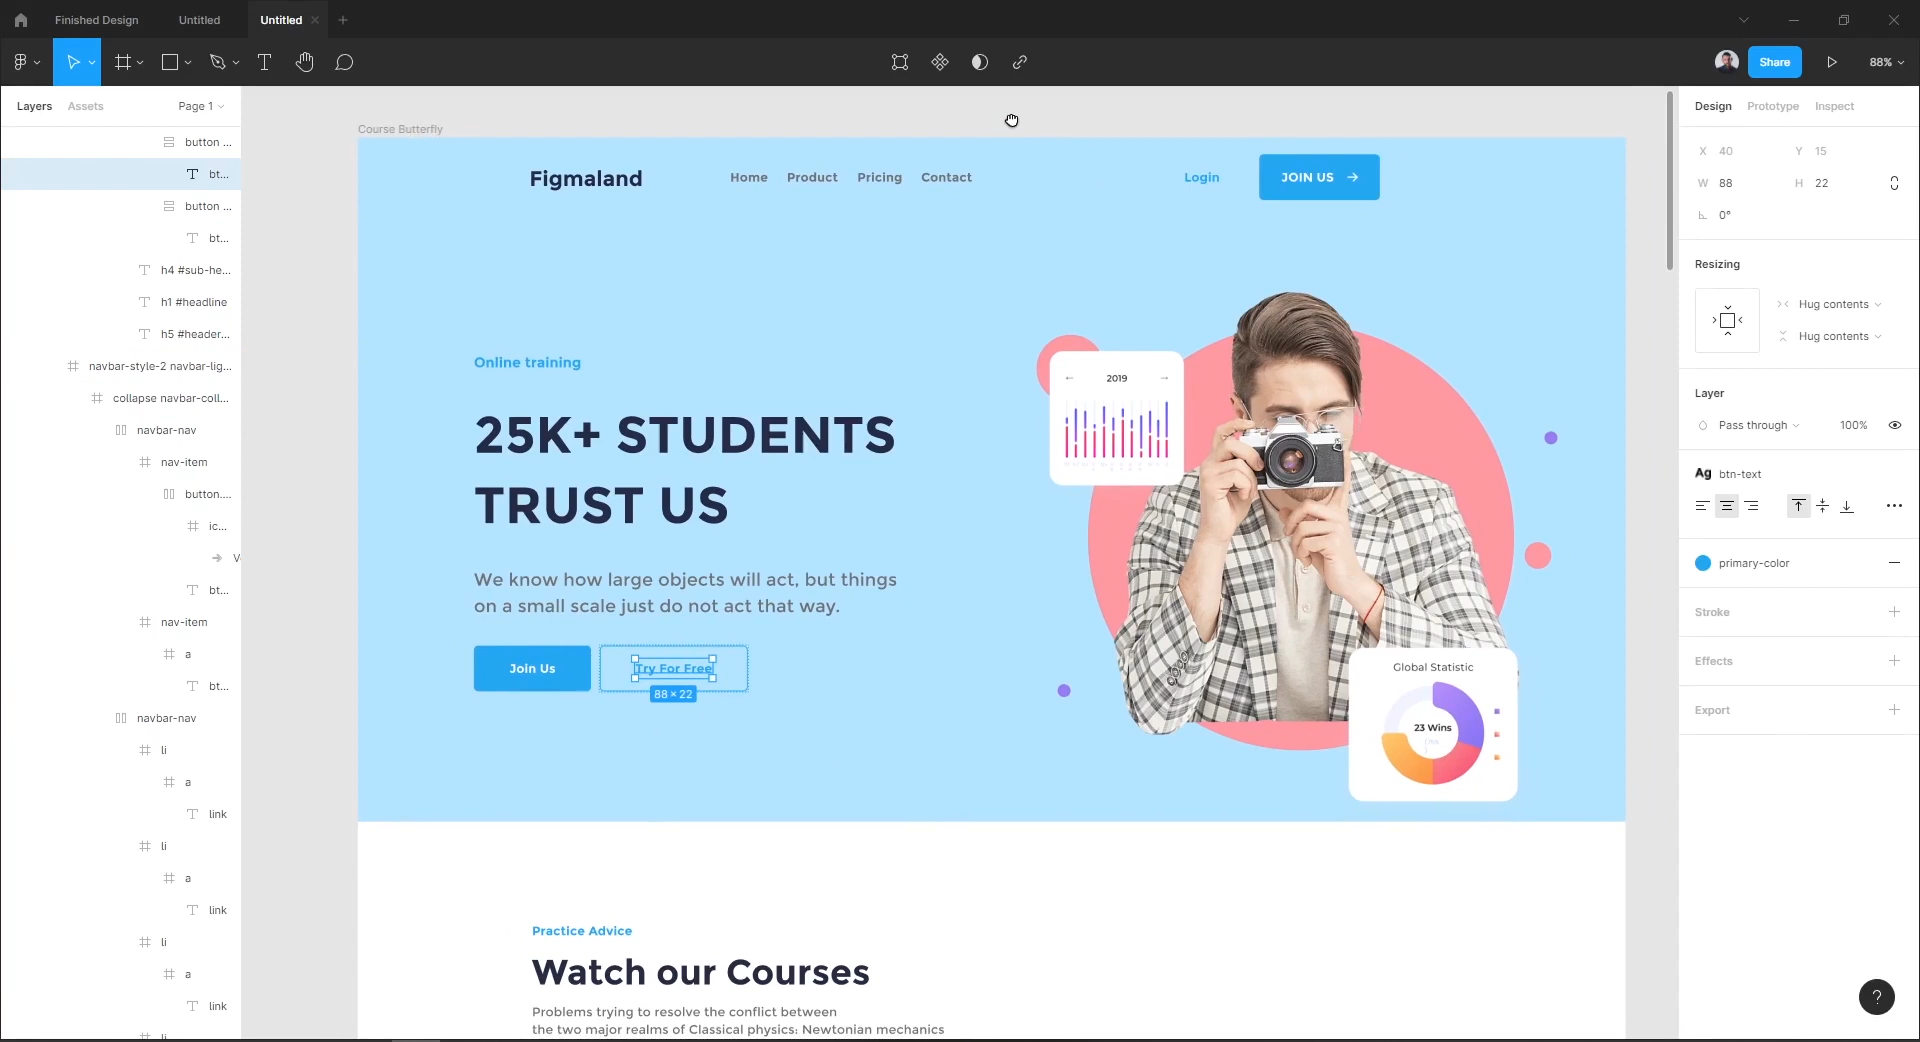 Finished Design
Untitled
Untitled
Share
88%
Layers
Assets
Page 1
button ...
bt...
button ...
bt...
h4 #sub-he...
h1 #headline
h5 #header...
navbar-style-2 navbar-lig...
collapse navbar-coll...
navbar-nav
nav-item
button....
ic...
bt...
nav-item
a
bt...
navbar-nav
li
a
link
li
a
link
li
a
link
li
Course Butterfly
Figmaland
Home
Product
Pricing
Contact
Login
JOIN US
Online training
25K+ STUDENTS
TRUST US
We know how large objects will act, but things
on a small scale just do not act that way.
Join Us
Try For Free
88 × 22
2019
Global Statistic
23 Wins
Practice Advice
Watch our Courses
Problems trying to resolve the conflict between
the two major realms of Classical physics: Newtonian mechanics
Design
Prototype
Inspect
X 40
Y 15
W 88
H 22
0°
Resizing
Hug contents
Hug contents
Layer
Pass through
100%
Ag btn-text
primary-color
Stroke
Effects
Export
?